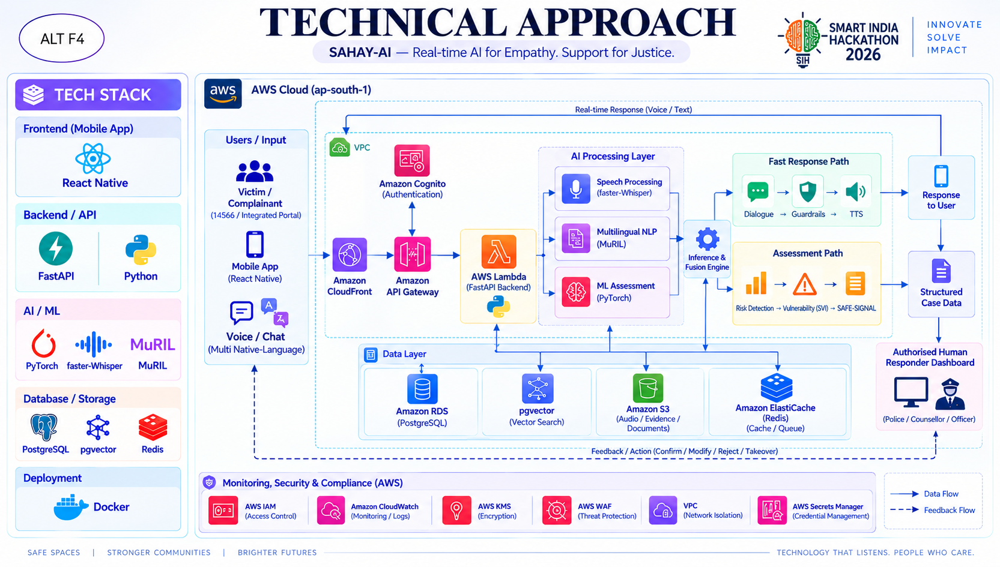 ALT F4
TECHNICAL APPROACH
SAHAY-AI — Real-time AI for Empathy. Support for Justice.
SIH
SMART INDIA
HACKATHON
2026
INNOVATE
SOLVE
IMPACT
TECH STACK
Frontend (Mobile App)
React Native
Backend / API
FastAPI
Python
AI / ML
PyTorch
faster-Whisper
MuRIL
MuRIL
Database / Storage
PostgreSQL
pgvector
Redis
Deployment
Docker
aws
AWS Cloud (ap-south-1)
Real-time Response (Voice / Text)
Users / Input
Victim /
Complainant
(14566 / Integrated Portal)
Mobile App
(React Native)
A
Voice / Chat
(Multi Native-Language)
VPC
Amazon Cognito
(Authentication)
Amazon
CloudFront
Amazon
API Gateway
AWS Lambda
(FastAPI Backend)
AI Processing Layer
Speech Processing
(faster-Whisper)
Multilingual NLP
(MuRIL)
ML Assessment
(PyTorch)
Inference &
Fusion Engine
Fast Response Path
Dialogue → Guardrails → TTS
Assessment Path
Risk Detection → Vulnerability (SVI) → SAFE-SIGNAL
Response
to User
Structured
Case Data
Authorised Human
Responder Dashboard
(Police / Counsellor / Officer)
Data Layer
Amazon RDS
(PostgreSQL)
pgvector
(Vector Search)
Amazon S3
(Audio / Evidence /
Documents)
Amazon ElastiCache
(Redis)
(Cache / Queue)
Feedback / Action (Confirm / Modify / Reject / Takeover)
Monitoring, Security & Compliance (AWS)
AWS IAM
(Access Control)
Amazon CloudWatch
(Monitoring / Logs)
AWS KMS
(Encryption)
AWS WAF
(Threat Protection)
VPC
(Network Isolation)
AWS Secrets Manager
(Credential Management)
Data Flow
Feedback Flow
SAFE SPACES | STRONGER COMMUNITIES | BRIGHTER FUTURES
TECHNOLOGY THAT LISTENS. PEOPLE WHO CARE.